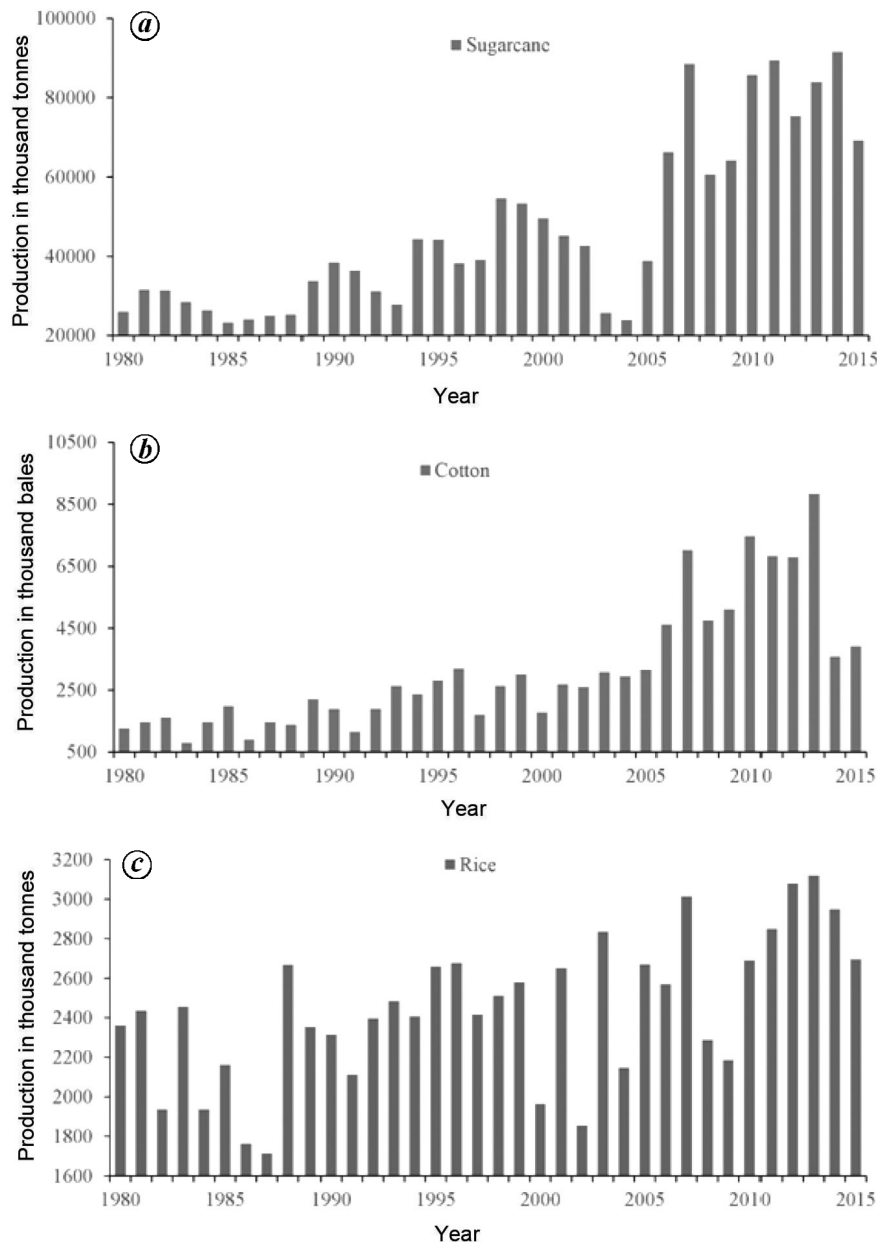 a
Sugarcane
Production in thousand tonnes
100000
80000
60000
40000
20000
1980 1985 1990 1995 2000 2005 2010 2015
Year
b
Cotton
Production in thousand bales
10500
8500
6500
4500
2500
500
1980 1985 1990 1995 2000 2005 2010 2015
Year
c
Rice
Production in thousand tonnes
3200
3000
2800
2600
2400
2200
2000
1800
1600
1980 1985 1990 1995 2000 2005 2010 2015
Year